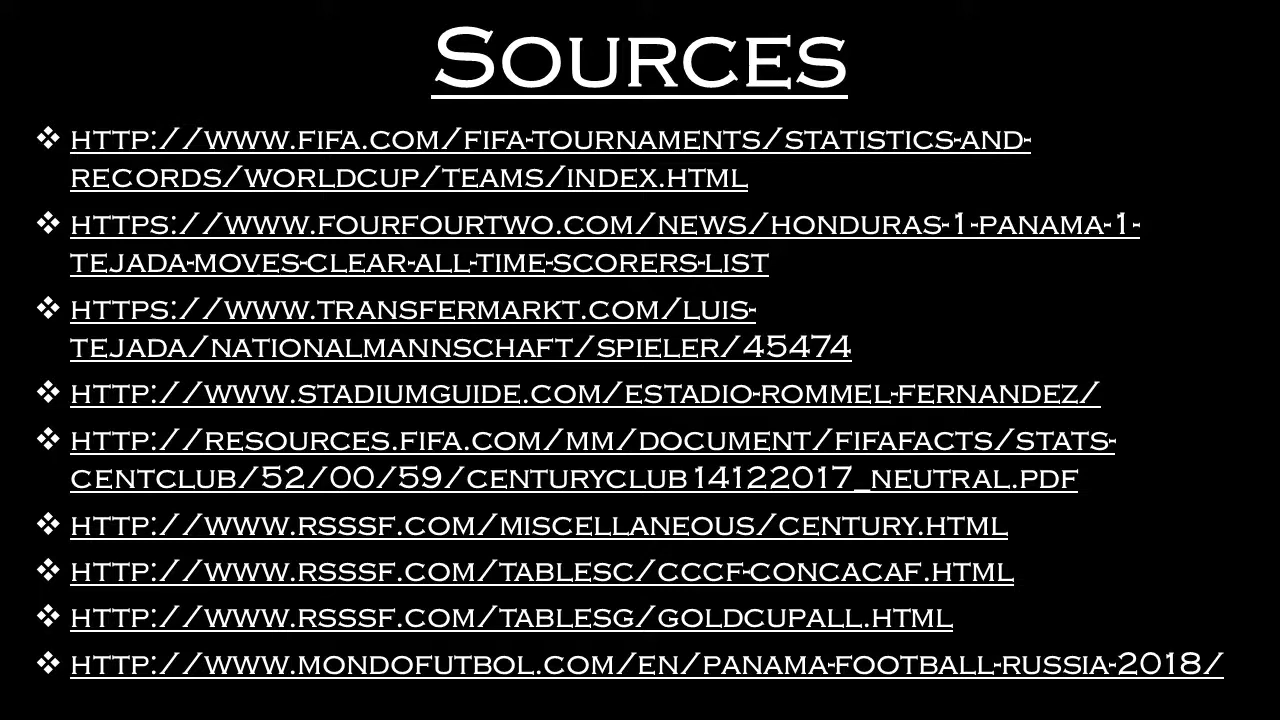 Sources
❖ http://www.fifa.com/fifa-tournaments/statistics-and-
records/worldcup/teams/index.html
❖ https://www.fourfourtwo.com/news/honduras-1-panama-1-
tejada-moves-clear-all-time-scorers-list
❖ https://www.transfermarkt.com/luis-
tejada/nationalmannschaft/spieler/45474
❖ http://www.stadiumguide.com/estadio-rommel-fernandez/
❖ http://resources.fifa.com/mm/document/fifafacts/stats-
centclub/52/00/59/centuryclub14122017_neutral.pdf
❖ http://www.rsssf.com/miscellaneous/century.html
❖ http://www.rsssf.com/tablesc/cccf-concacaf.html
❖ http://www.rsssf.com/tablesg/goldcupall.html
❖ http://www.mondofutbol.com/en/panama-football-russia-2018/